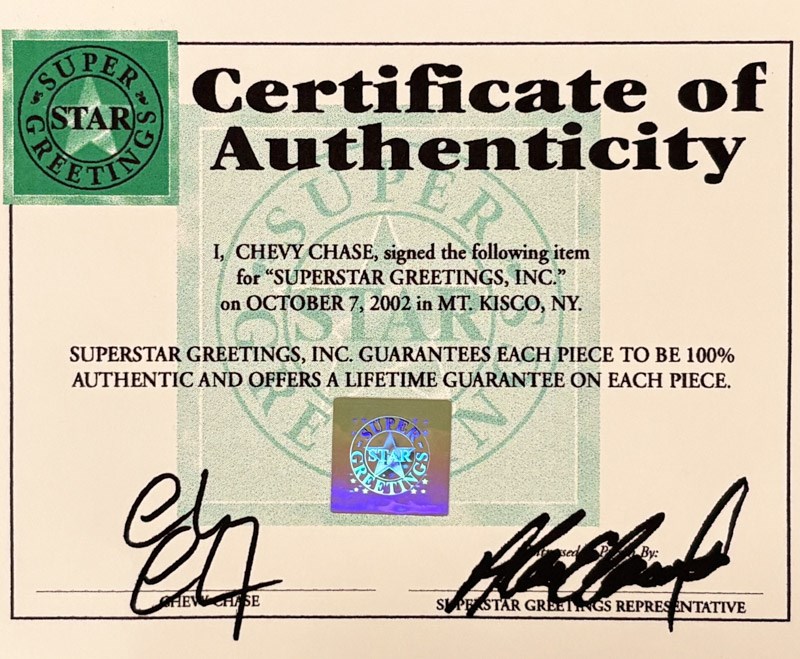 SUPER
STAR
GREETINGS
Certificate of
Authenticity
I, CHEVY CHASE, signed the following item
for “SUPERSTAR GREETINGS, INC.”
on OCTOBER 7, 2002 in MT. KISCO, NY.
SUPERSTAR GREETINGS, INC. GUARANTEES EACH PIECE TO BE 100%
AUTHENTIC AND OFFERS A LIFETIME GUARANTEE ON EACH PIECE.
SUPER
STAR
GREETINGS
By:
CHEVY CHASE
SUPERSTAR GREETINGS REPRESENTATIVE